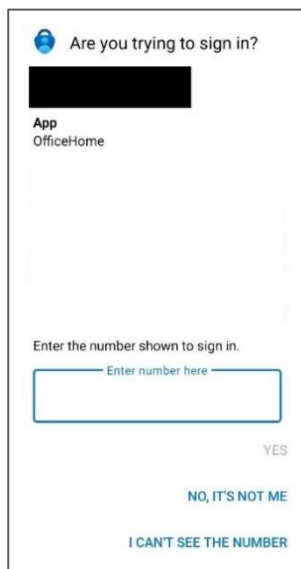 Are you trying to sign in?
App
OfficeHome
Enter the number shown to sign in.
Enter number here
YES
NO, IT'S NOT ME
I CAN'T SEE THE NUMBER